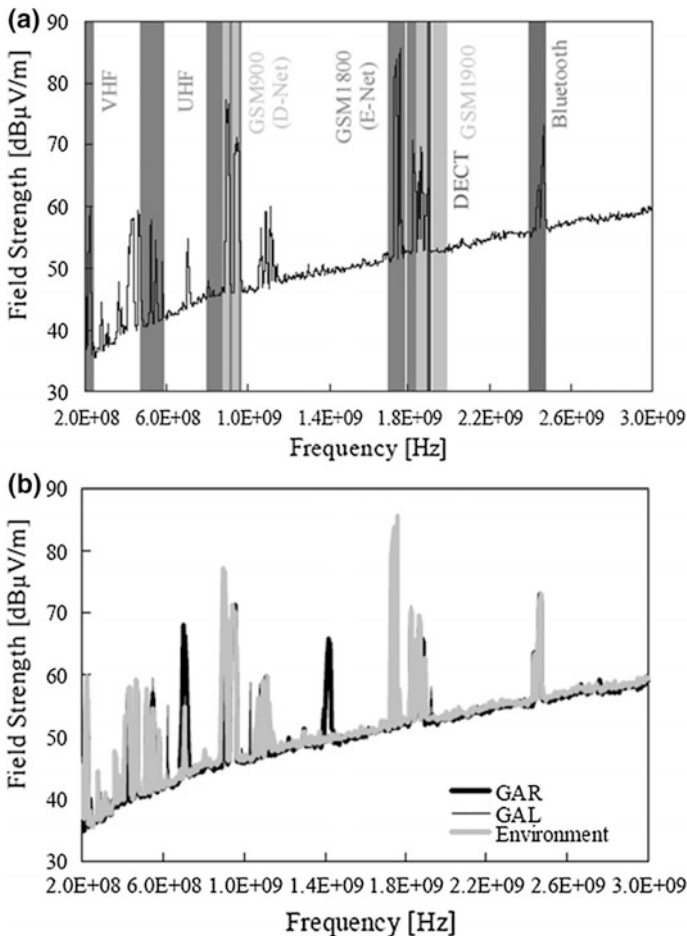 (a)
90
80
70
60
50
40
30
Field Strength [dBµV/m]
VHF
UHF
GSM900
(D-Net)
GSM1800
(E-Net)
DECT
GSM1900
Bluetooth
2.0E+08 6.0E+08 1.0E+09 1.4E+09 1.8E+09 2.2E+09 2.6E+09 3.0E+09
Frequency [Hz]
(b)
90
80
70
60
50
40
30
Field Strength [dBµV/m]
GAR
GAL
Environment
2.0E+08 6.0E+08 1.0E+09 1.4E+09 1.8E+09 2.2E+09 2.6E+09 3.0E+09
Frequency [Hz]